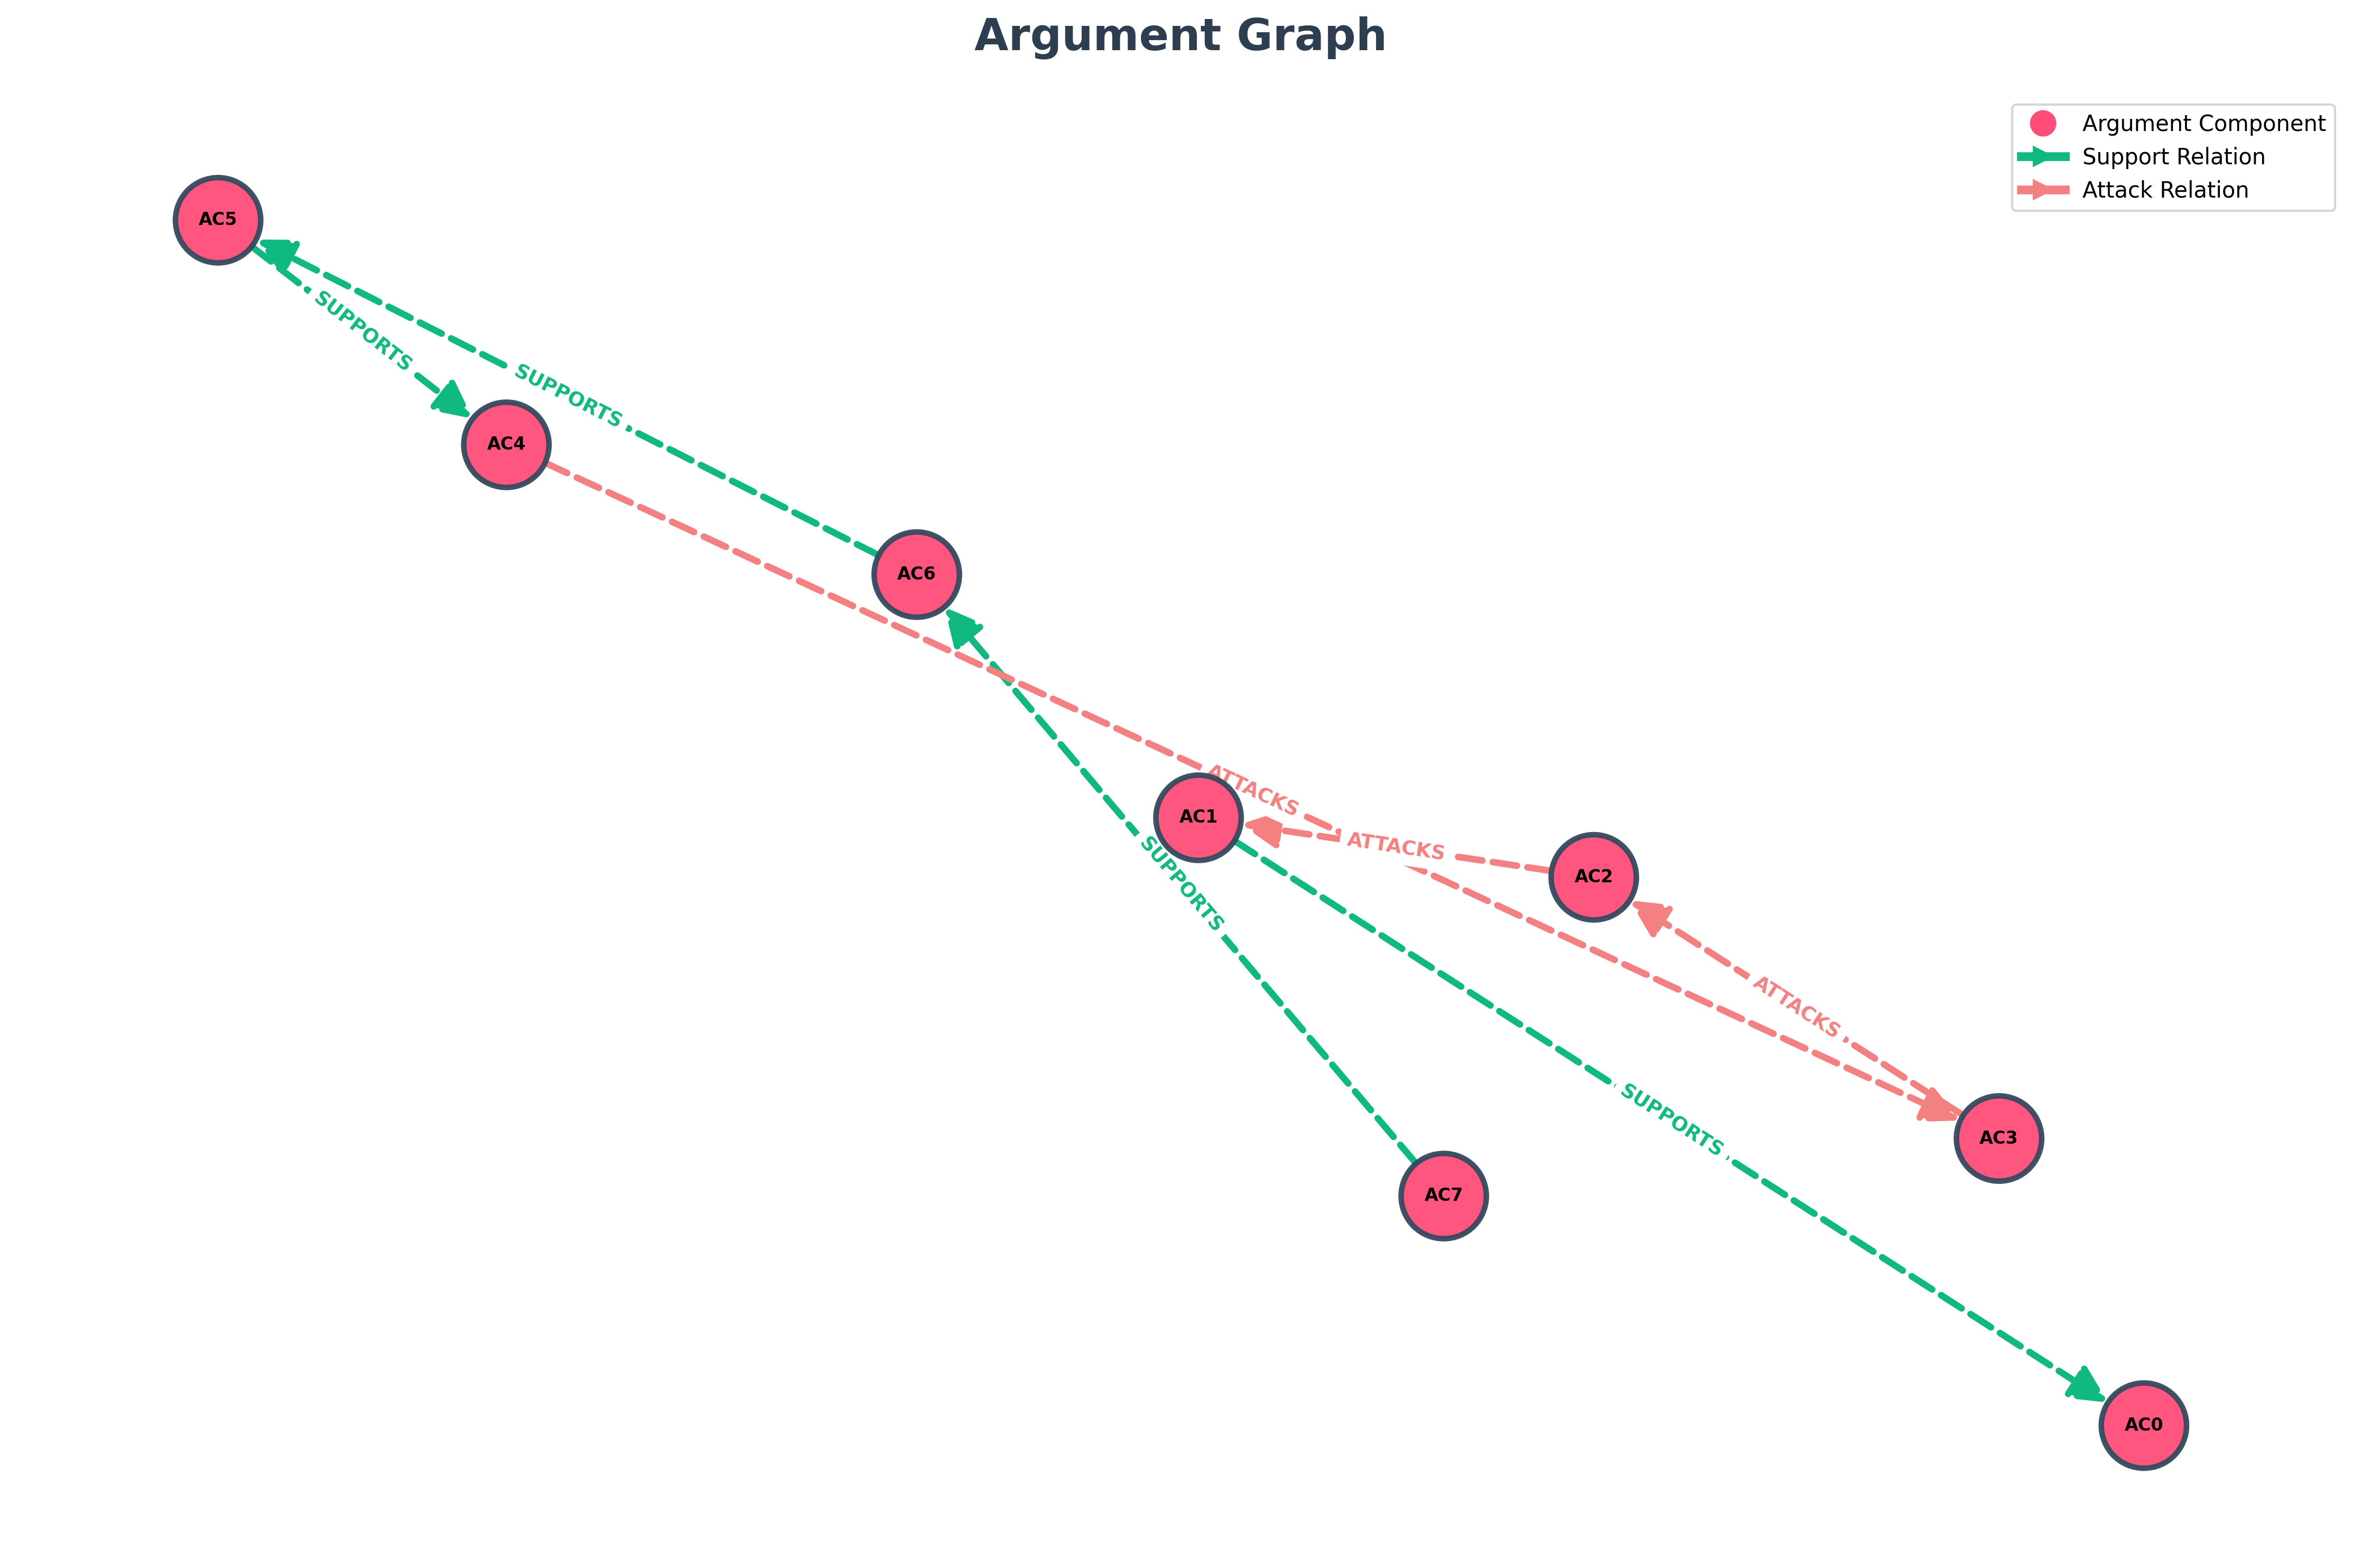 Argument Graph
Argument Component
Support Relation
Attack Relation
AC5
SUPPORTS
SUPPORTS
AC4
AC6
ATTACKS
AC1
ATTACKS
SUPPORTS
AC2
ATTACKS
SUPPORTS
AC3
AC7
AC0